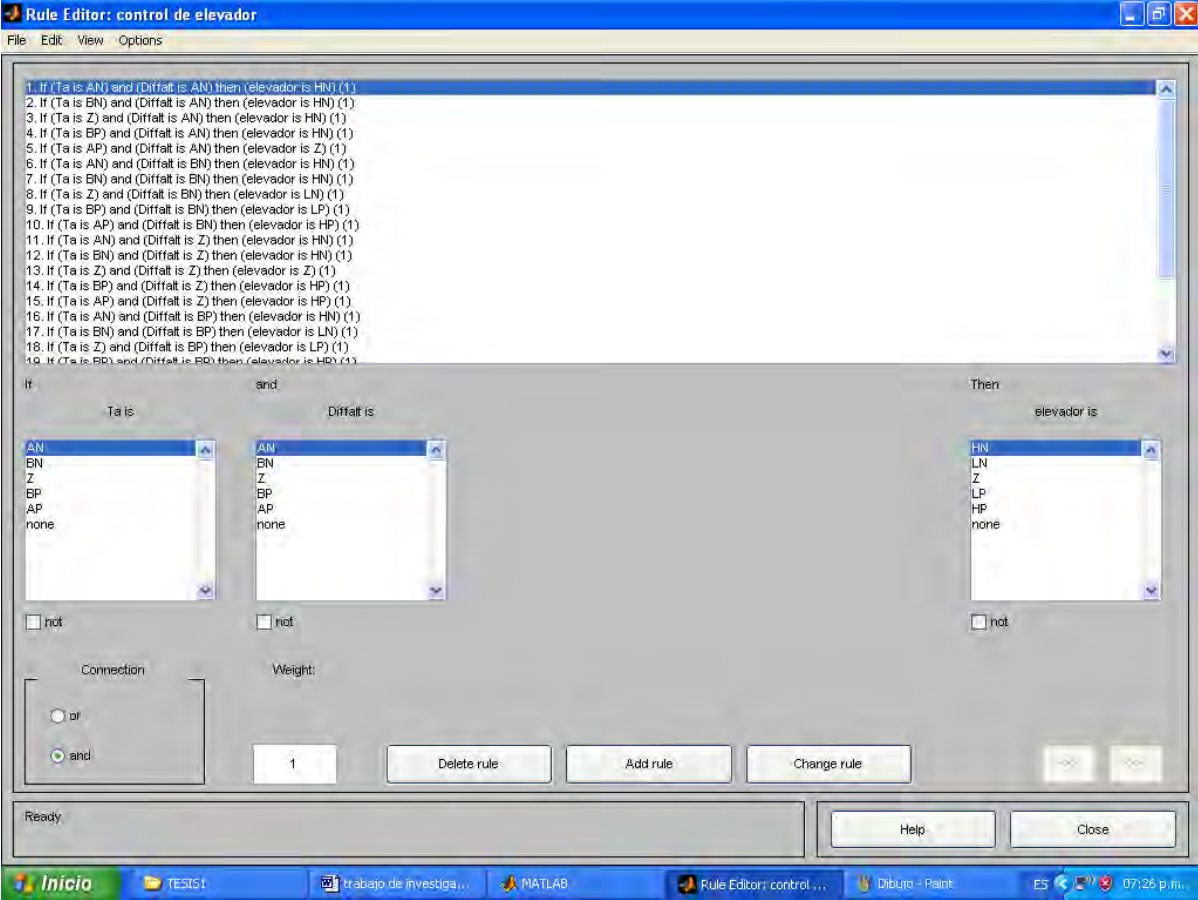 Rule Editor: control de elevador
File Edit View Options
1. If (Ta is AN) and (Diffalt is AN) then (elevador is HN) (1)
2. If (Ta is BN) and (Diffalt is AN) then (elevador is HN) (1)
3. If (Ta is Z) and (Diffalt is AN) then (elevador is HN) (1)
4. If (Ta is BP) and (Diffalt is AN) then (elevador is HN) (1)
5. If (Ta is AP) and (Diffalt is AN) then (elevador is Z) (1)
6. If (Ta is AN) and (Diffalt is BN) then (elevador is HN) (1)
7. If (Ta is BN) and (Diffalt is BN) then (elevador is HN) (1)
8. If (Ta is Z) and (Diffalt is BN) then (elevador is LN) (1)
9. If (Ta is BP) and (Diffalt is BN) then (elevador is LP) (1)
10. If (Ta is AP) and (Diffalt is BN) then (elevador is HP) (1)
11. If (Ta is AN) and (Diffalt is Z) then (elevador is HN) (1)
12. If (Ta is BN) and (Diffalt is Z) then (elevador is HN) (1)
13. If (Ta is Z) and (Diffalt is Z) then (elevador is Z) (1)
14. If (Ta is BP) and (Diffalt is Z) then (elevador is HP) (1)
15. If (Ta is AP) and (Diffalt is Z) then (elevador is HP) (1)
16. If (Ta is AN) and (Diffalt is BP) then (elevador is HN) (1)
17. If (Ta is BN) and (Diffalt is BP) then (elevador is LN) (1)
18. If (Ta is Z) and (Diffalt is BP) then (elevador is LP) (1)
19. If (Ta is BP) and (Diffalt is BP) then (elevador is HP) (1)
If and Then
Ta is Diffalt is elevador is
AN AN HN
BN BN LN
Z Z Z
BP BP LP
AP AP HP
none none none
not not not
Connection Weight:
or
and 1 Delete rule Add rule Change rule << >>
Ready Help Close
Inicio TESIS1 trabajo de investiga... MATLAB Rule Editor: control ... Dibujo - Paint ES 07:26 p.m.